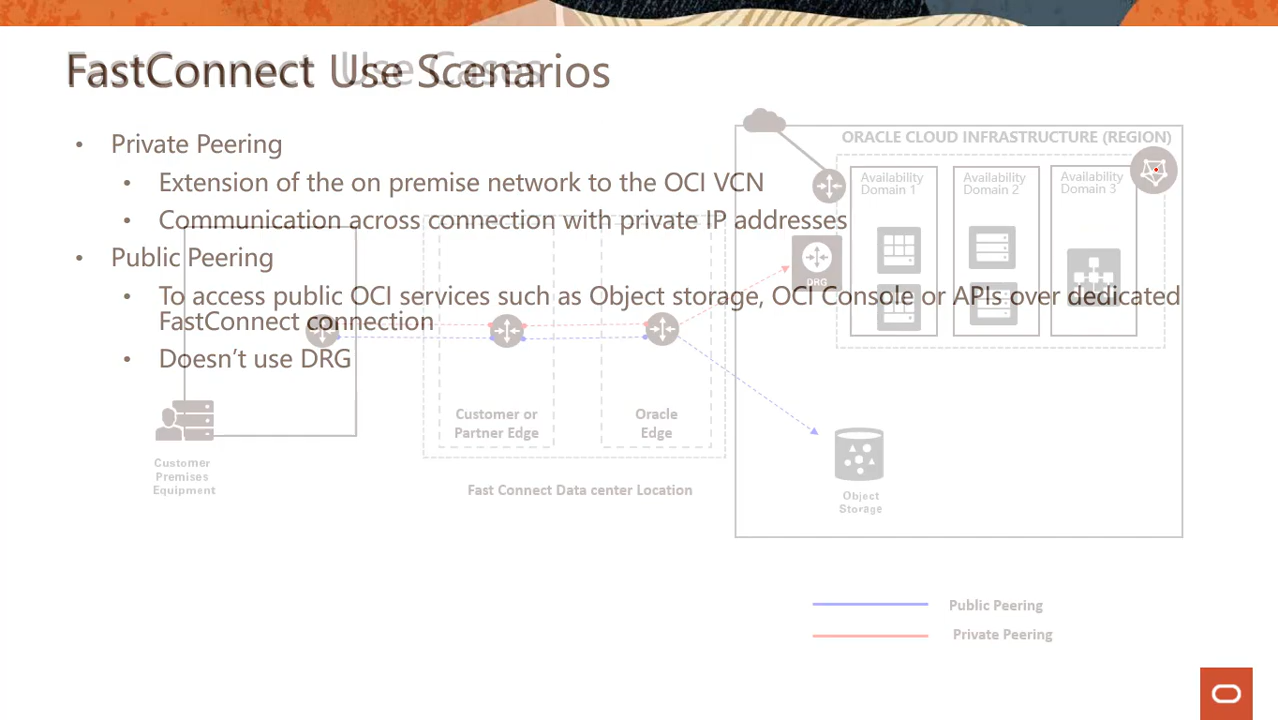 FastConnect Use Scenarios
FastConnect Use Cases
• Private Peering
• Extension of the on premise network to the OCI VCN
• Communication across connection with private IP addresses
• Public Peering
• To access public OCI services such as Object storage, OCI Console or APIs over dedicated
FastConnect connection
• Doesn’t use DRG
ORACLE CLOUD INFRASTRUCTURE (REGION)
Availability
Domain 1
Availability
Domain 2
Availability
Domain 3
DRG
Customer or
Partner Edge
Oracle
Edge
Customer
Premises
Equipment
Fast Connect Data center Location
Object
Storage
Public Peering
Private Peering